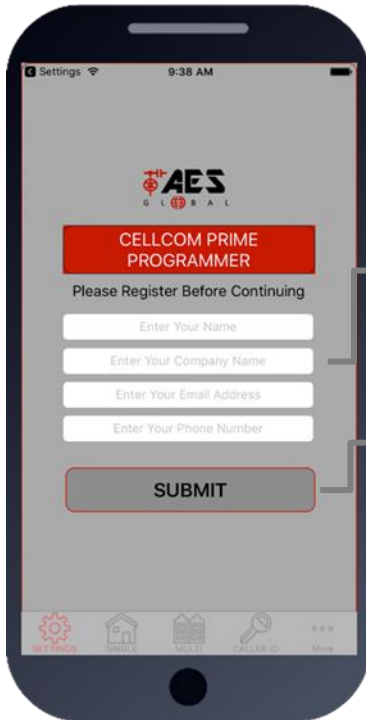 Settings
9:38 AM
AES
GLOBAL
CELLCOM PRIME
PROGRAMMER
Please Register Before Continuing
Enter Your Name
Enter Your Company Name
Enter Your Email Address
Enter Your Phone Number
SUBMIT
SETTINGS SINGLE MULTI CALLER ID More